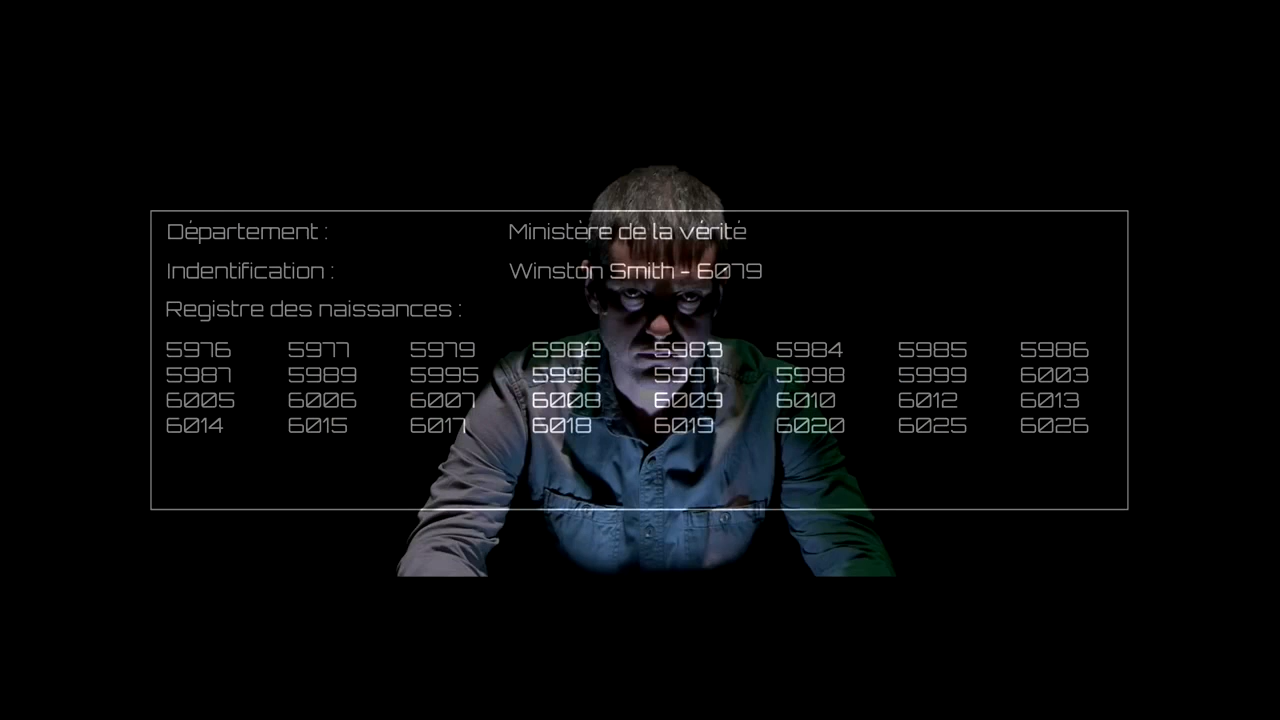 Département : Ministère de la vérité
Indentification : Winston Smith - 6079
Registre des naissances :
5976 5977 5979 5982 5983 5984 5985 5986
5987 5989 5995 5996 5997 5998 5999 6003
6005 6006 6007 6008 6009 6010 6012 6013
6014 6015 6017 6018 6019 6020 6025 6026